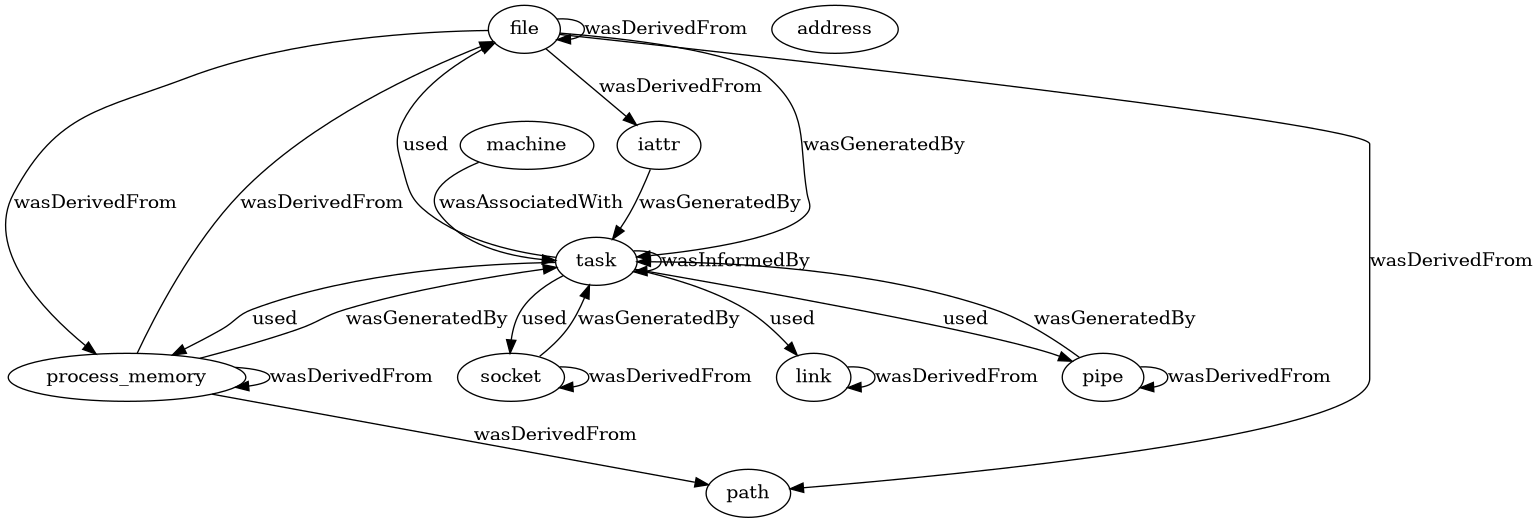 file
wasDerivedFrom
address
wasDerivedFrom
used
machine
iattr
wasGeneratedBy
wasDerivedFrom
wasDerivedFrom
wasAssociatedWith
wasGeneratedBy
task
wasInformedBy
wasDerivedFrom
used
wasGeneratedBy
used
wasGeneratedBy
used
used
wasGeneratedBy
process_memory
wasDerivedFrom
socket
wasDerivedFrom
link
wasDerivedFrom
pipe
wasDerivedFrom
wasDerivedFrom
path